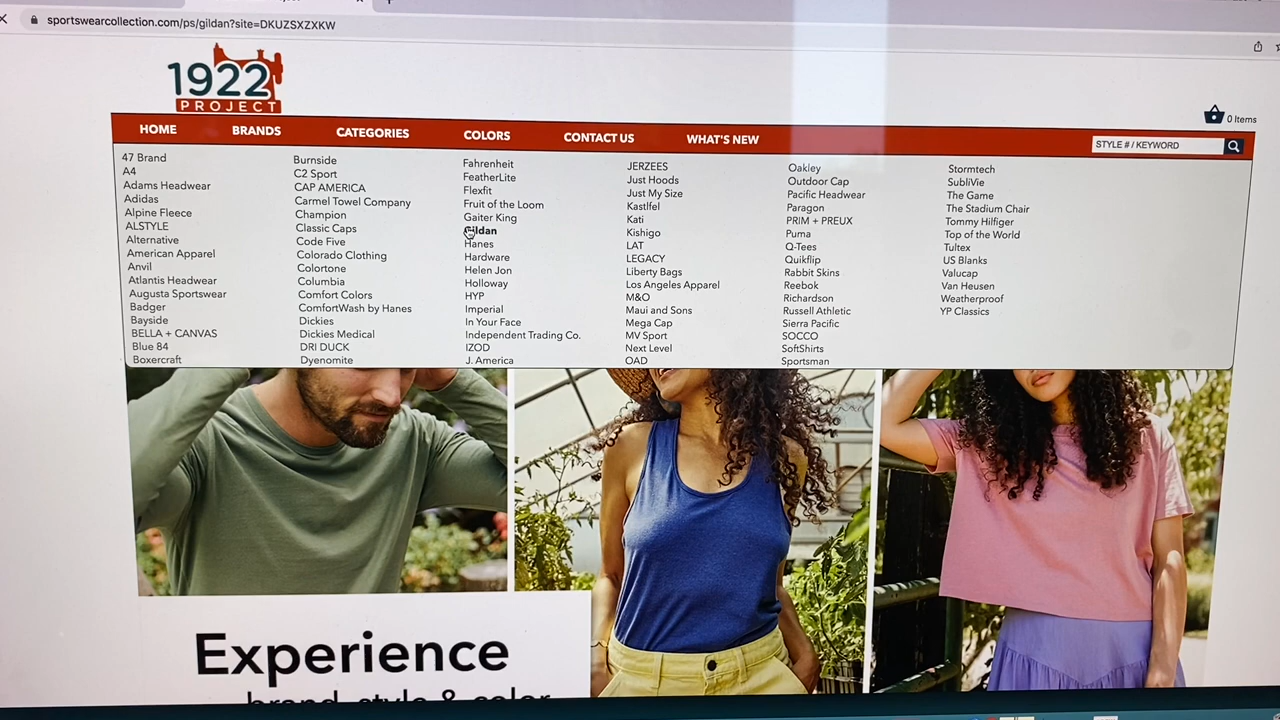 sportswearcollection.com/ps/gildan?site=DKUZSXZXKW
1922
PROJECT
0 Items
HOME BRANDS CATEGORIES COLORS CONTACT US WHAT'S NEW
STYLE # / KEYWORD
47 Brand
A4
Adams Headwear
Adidas
Alpine Fleece
ALSTYLE
Alternative
American Apparel
Anvil
Atlantis Headwear
Augusta Sportswear
Badger
Bayside
BELLA + CANVAS
Blue 84
Boxercraft
Burnside
C2 Sport
CAP AMERICA
Carmel Towel Company
Champion
Classic Caps
Code Five
Colorado Clothing
Colortone
Columbia
Comfort Colors
ComfortWash by Hanes
Dickies
Dickies Medical
DRI DUCK
Dyenomite
Fahrenheit
FeatherLite
Flexfit
Fruit of the Loom
Gaiter King
Gildan
Hanes
Hardware
Helen Jon
Holloway
HYP
Imperial
In Your Face
Independent Trading Co.
IZOD
J. America
JERZEES
Just Hoods
Just My Size
Kastlfel
Kati
Kishigo
LAT
LEGACY
Liberty Bags
Los Angeles Apparel
M&O
Maui and Sons
Mega Cap
MV Sport
Next Level
OAD
Oakley
Outdoor Cap
Pacific Headwear
Paragon
PRIM + PREUX
Puma
Q-Tees
Quikflip
Rabbit Skins
Reebok
Richardson
Russell Athletic
Sierra Pacific
SOCCO
SoftShirts
Sportsman
Stormtech
SubliVie
The Game
The Stadium Chair
Tommy Hilfiger
Top of the World
Tultex
US Blanks
Valucap
Van Heusen
Weatherproof
YP Classics
Experience
brand, style & color